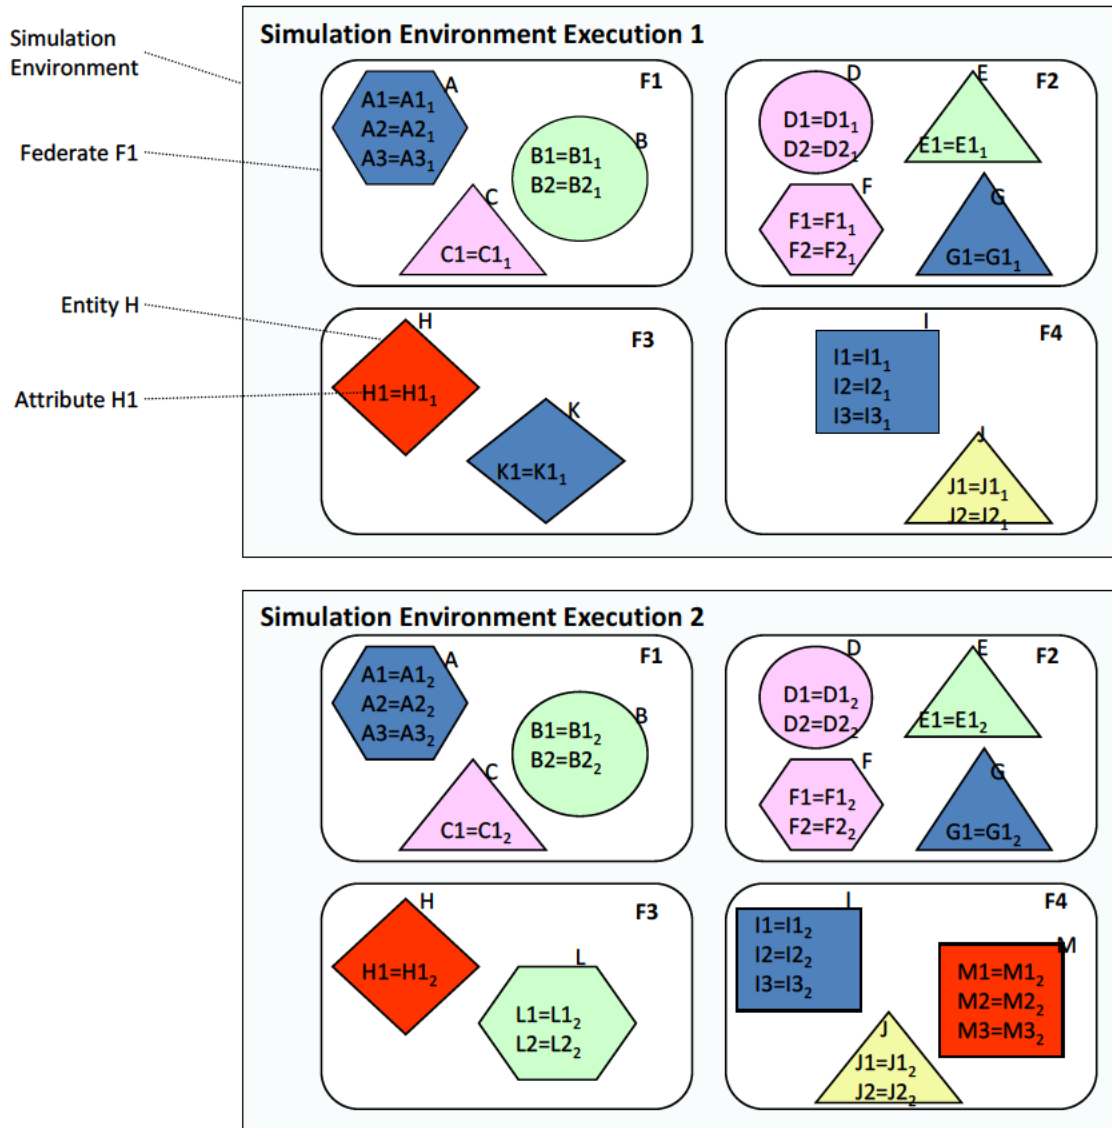 Simulation
Environment
Federate F1
Entity H
Attribute H1
Simulation Environment Execution 1
F1
A
A1=A1₁
A2=A2₁
A3=A3₁
B
B1=B1₁
B2=B2₁
C
C1=C1₁
F2
D
D1=D1₁
D2=D2₁
E
E1=E1₁
F
F1=F1₁
F2=F2₁
G
G1=G1₁
F3
H
H1=H1₁
K
K1=K1₁
F4
I
I1=I1₁
I2=I2₁
I3=I3₁
J
J1=J1₁
J2=J2₁
Simulation Environment Execution 2
F1
A
A1=A1₂
A2=A2₂
A3=A3₂
B
B1=B1₂
B2=B2₂
C
C1=C1₂
F2
D
D1=D1₂
D2=D2₂
E
E1=E1₂
F
F1=F1₂
F2=F2₂
G
G1=G1₂
F3
H
H1=H1₂
L
L1=L1₂
L2=L2₂
F4
I
I1=I1₂
I2=I2₂
I3=I3₂
M
M1=M1₂
M2=M2₂
M3=M3₂
J
J1=J1₂
J2=J2₂